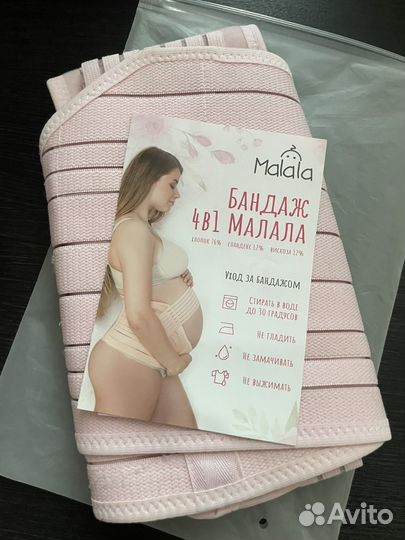 Malala
Бандаж
4в1 Малала
хлопок 76% спандекс 12% вискоза 12%
Уход за бандажом
Стирать в воде
до 30 градусов
Не гладить
Не замачивать
Не выжимать
Avito